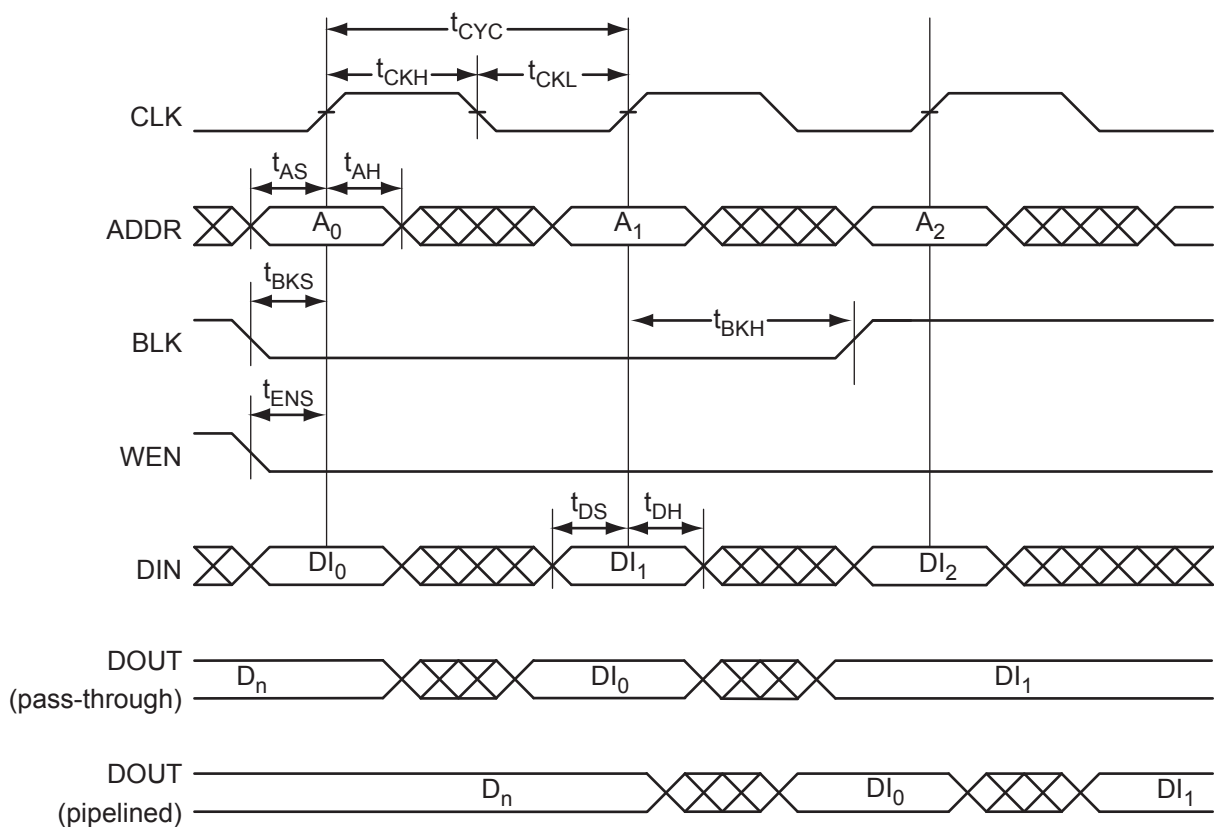 tCYC
tCKH tCKL
CLK
tAS tAH
ADDR A0 A1 A2
tBKS
tBKH
BLK
tENS
WEN
tDS tDH
DIN DI0 DI1 DI2
DOUT
(pass-through)
Dn DI0 DI1
DOUT
(pipelined)
Dn DI0 DI1